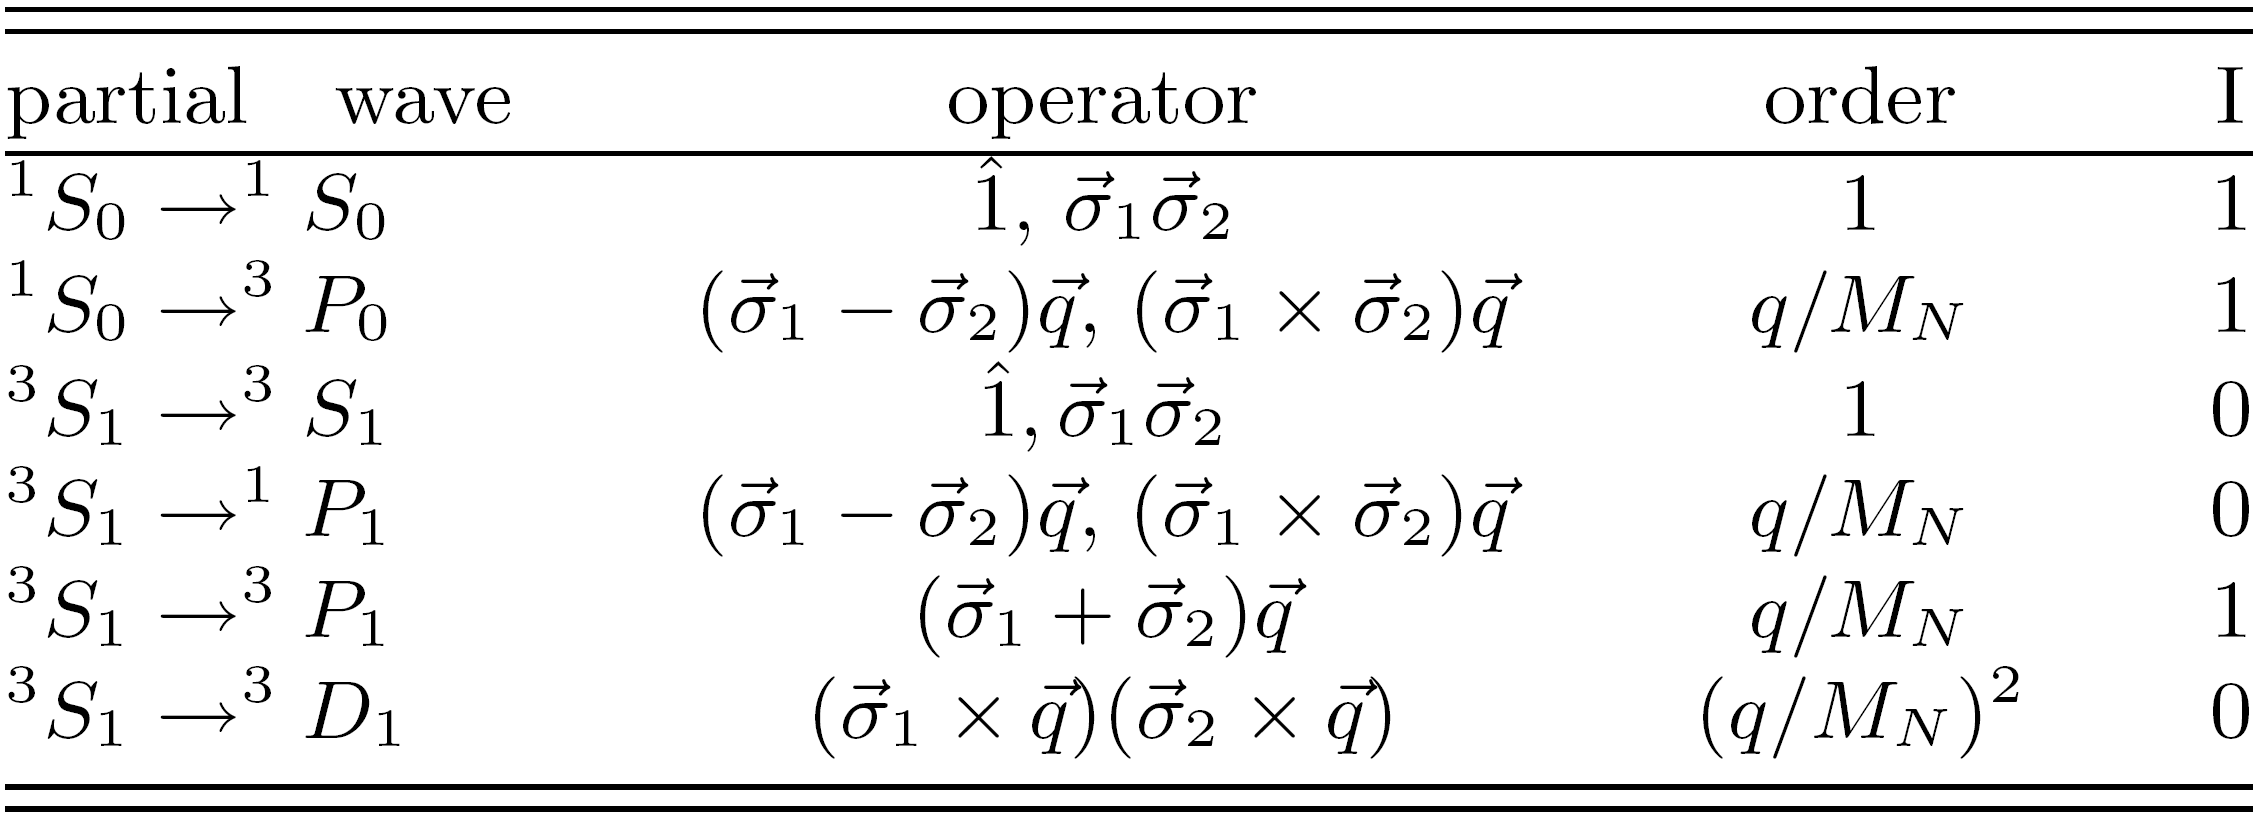 partial wave operator order I
¹S₀ →¹ S₀ 1̂, σ⃗₁σ⃗₂ 1 1
¹S₀ →³ P₀ (σ⃗₁ − σ⃗₂)q⃗, (σ⃗₁ × σ⃗₂)q⃗ q/M_N 1
³S₁ →³ S₁ 1̂, σ⃗₁σ⃗₂ 1 0
³S₁ →¹ P₁ (σ⃗₁ − σ⃗₂)q⃗, (σ⃗₁ × σ⃗₂)q⃗ q/M_N 0
³S₁ →³ P₁ (σ⃗₁ + σ⃗₂)q⃗ q/M_N 1
³S₁ →³ D₁ (σ⃗₁ × q⃗)(σ⃗₂ × q⃗) (q/M_N)² 0